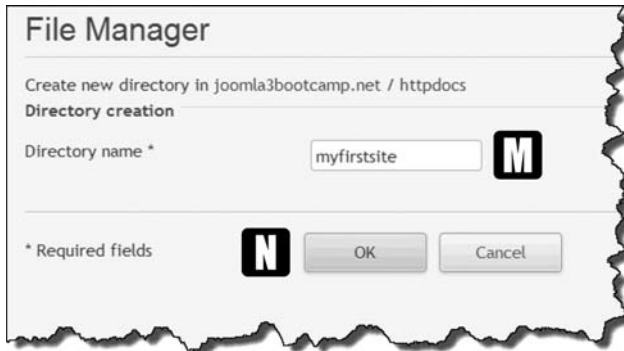 File Manager
Create new directory in joomla3bootcamp.net / httpdocs
Directory creation
Directory name * myfirstsite M
* Required fields N OK Cancel